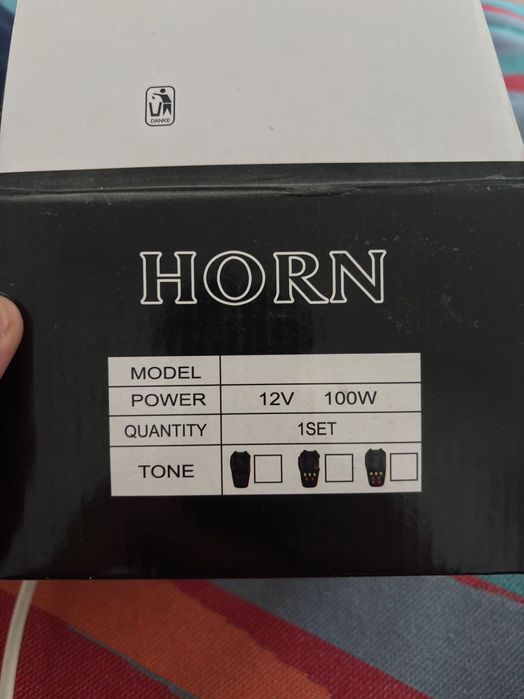 DANKE
HORN
MODEL
POWER 12V 100W
QUANTITY 1SET
TONE